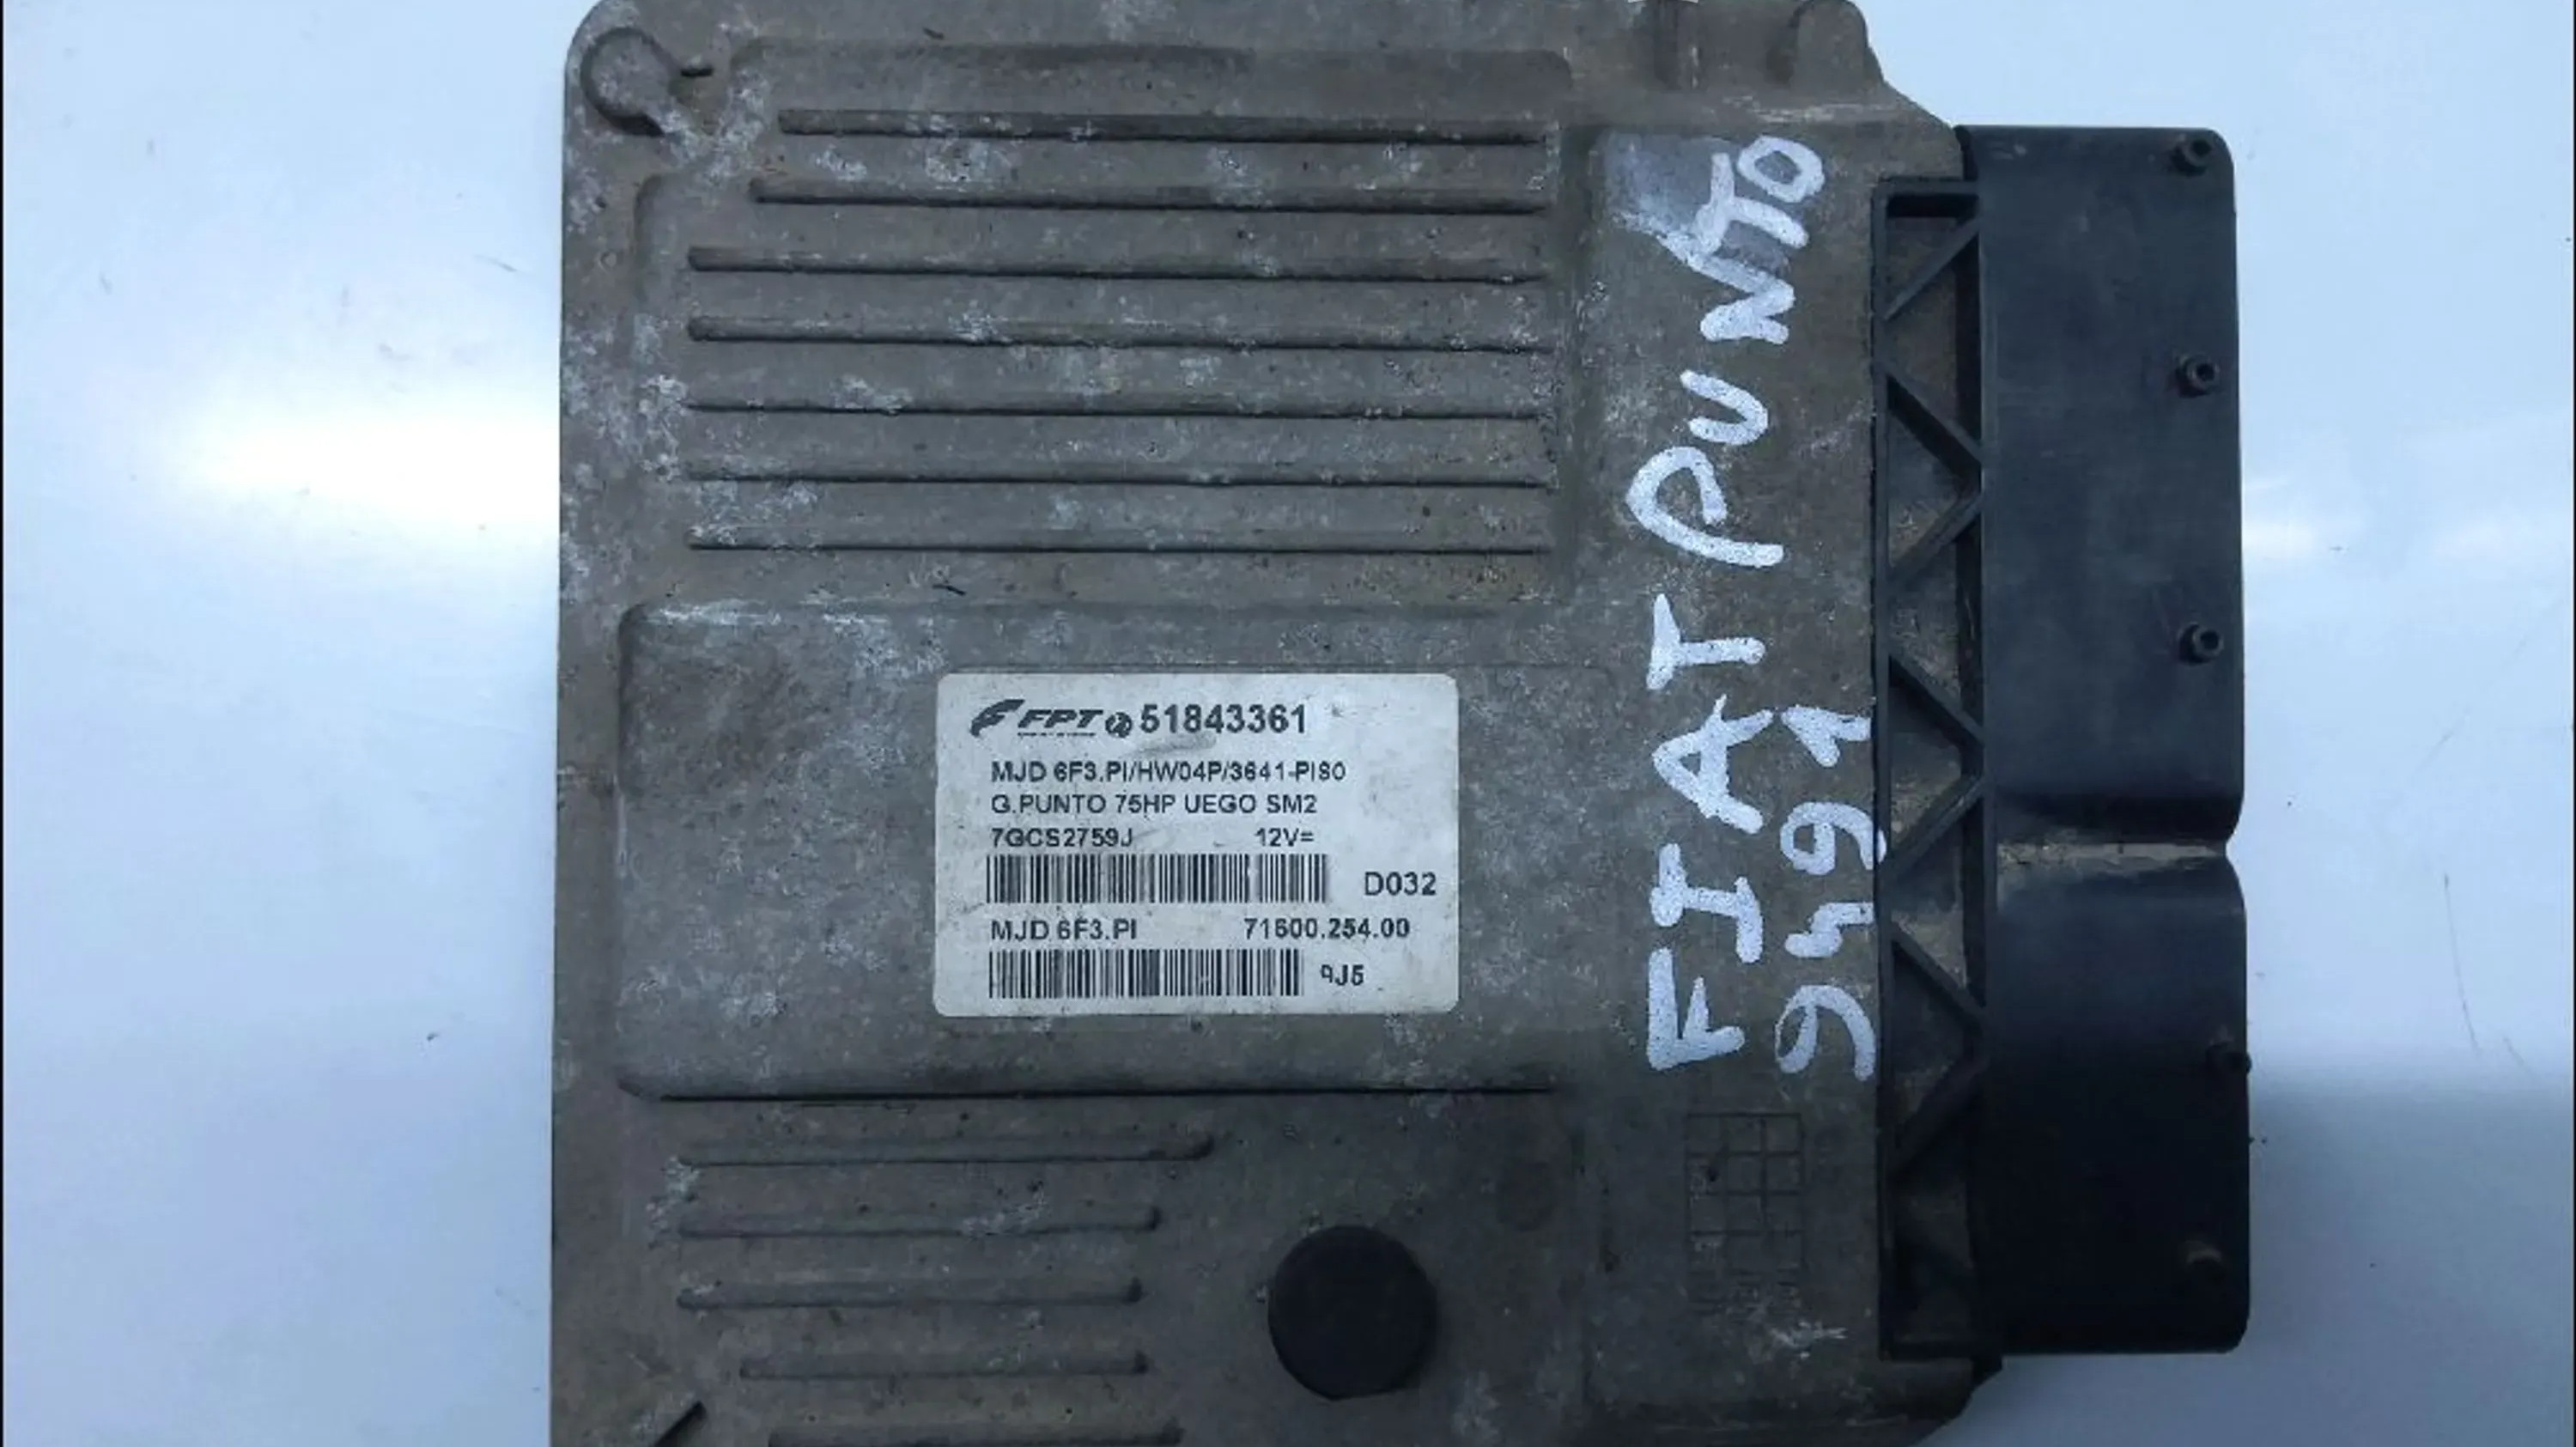 FPT 51843361
MJD 6F3.PI/HW04P/3641-PI80
G.PUNTO 75HP UEGO SM2
7GCS2759J 12V=
D032
MJD 6F3.PI 71600.254.00
9J5
FIAT PUNTO
9491